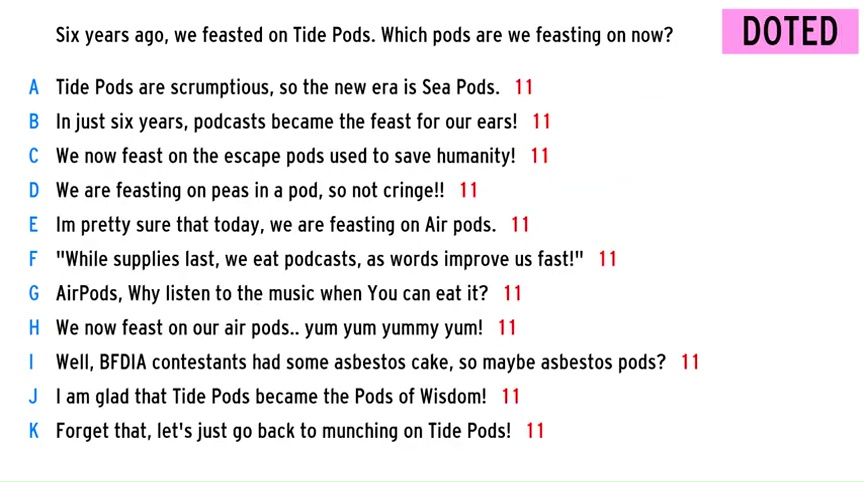 Six years ago, we feasted on Tide Pods. Which pods are we feasting on now?
DOTED
A Tide Pods are scrumptious, so the new era is Sea Pods. 11
B In just six years, podcasts became the feast for our ears! 11
C We now feast on the escape pods used to save humanity! 11
D We are feasting on peas in a pod, so not cringe!! 11
E Im pretty sure that today, we are feasting on Air pods. 11
F "While supplies last, we eat podcasts, as words improve us fast!" 11
G AirPods, Why listen to the music when You can eat it? 11
H We now feast on our air pods.. yum yum yummy yum! 11
I Well, BFDIA contestants had some asbestos cake, so maybe asbestos pods? 11
J I am glad that Tide Pods became the Pods of Wisdom! 11
K Forget that, let's just go back to munching on Tide Pods! 11